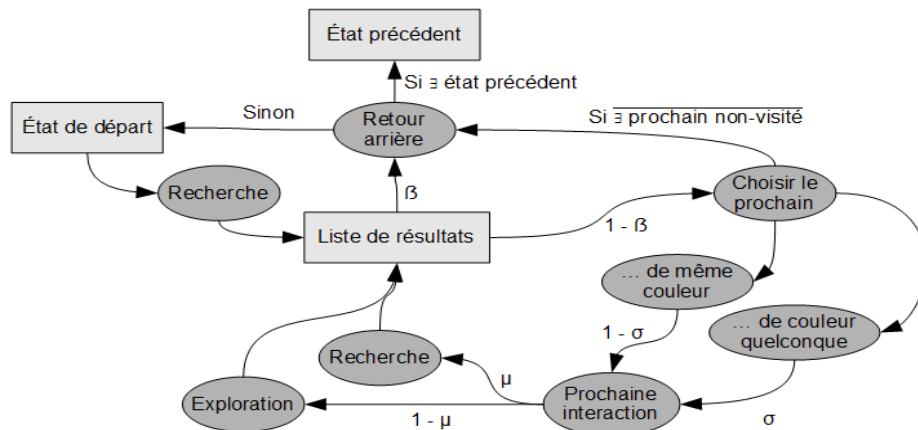 État précédent
Si ∃ état précédent
Sinon
Si ∃ prochain non-visité
État de départ
Retour
arrière
Recherche
ß
Choisir le
prochain
Liste de résultats
1 - ß
... de même
couleur
... de couleur
quelconque
1 - σ
Recherche
μ
Exploration
1 - μ
Prochaine
interaction
σ